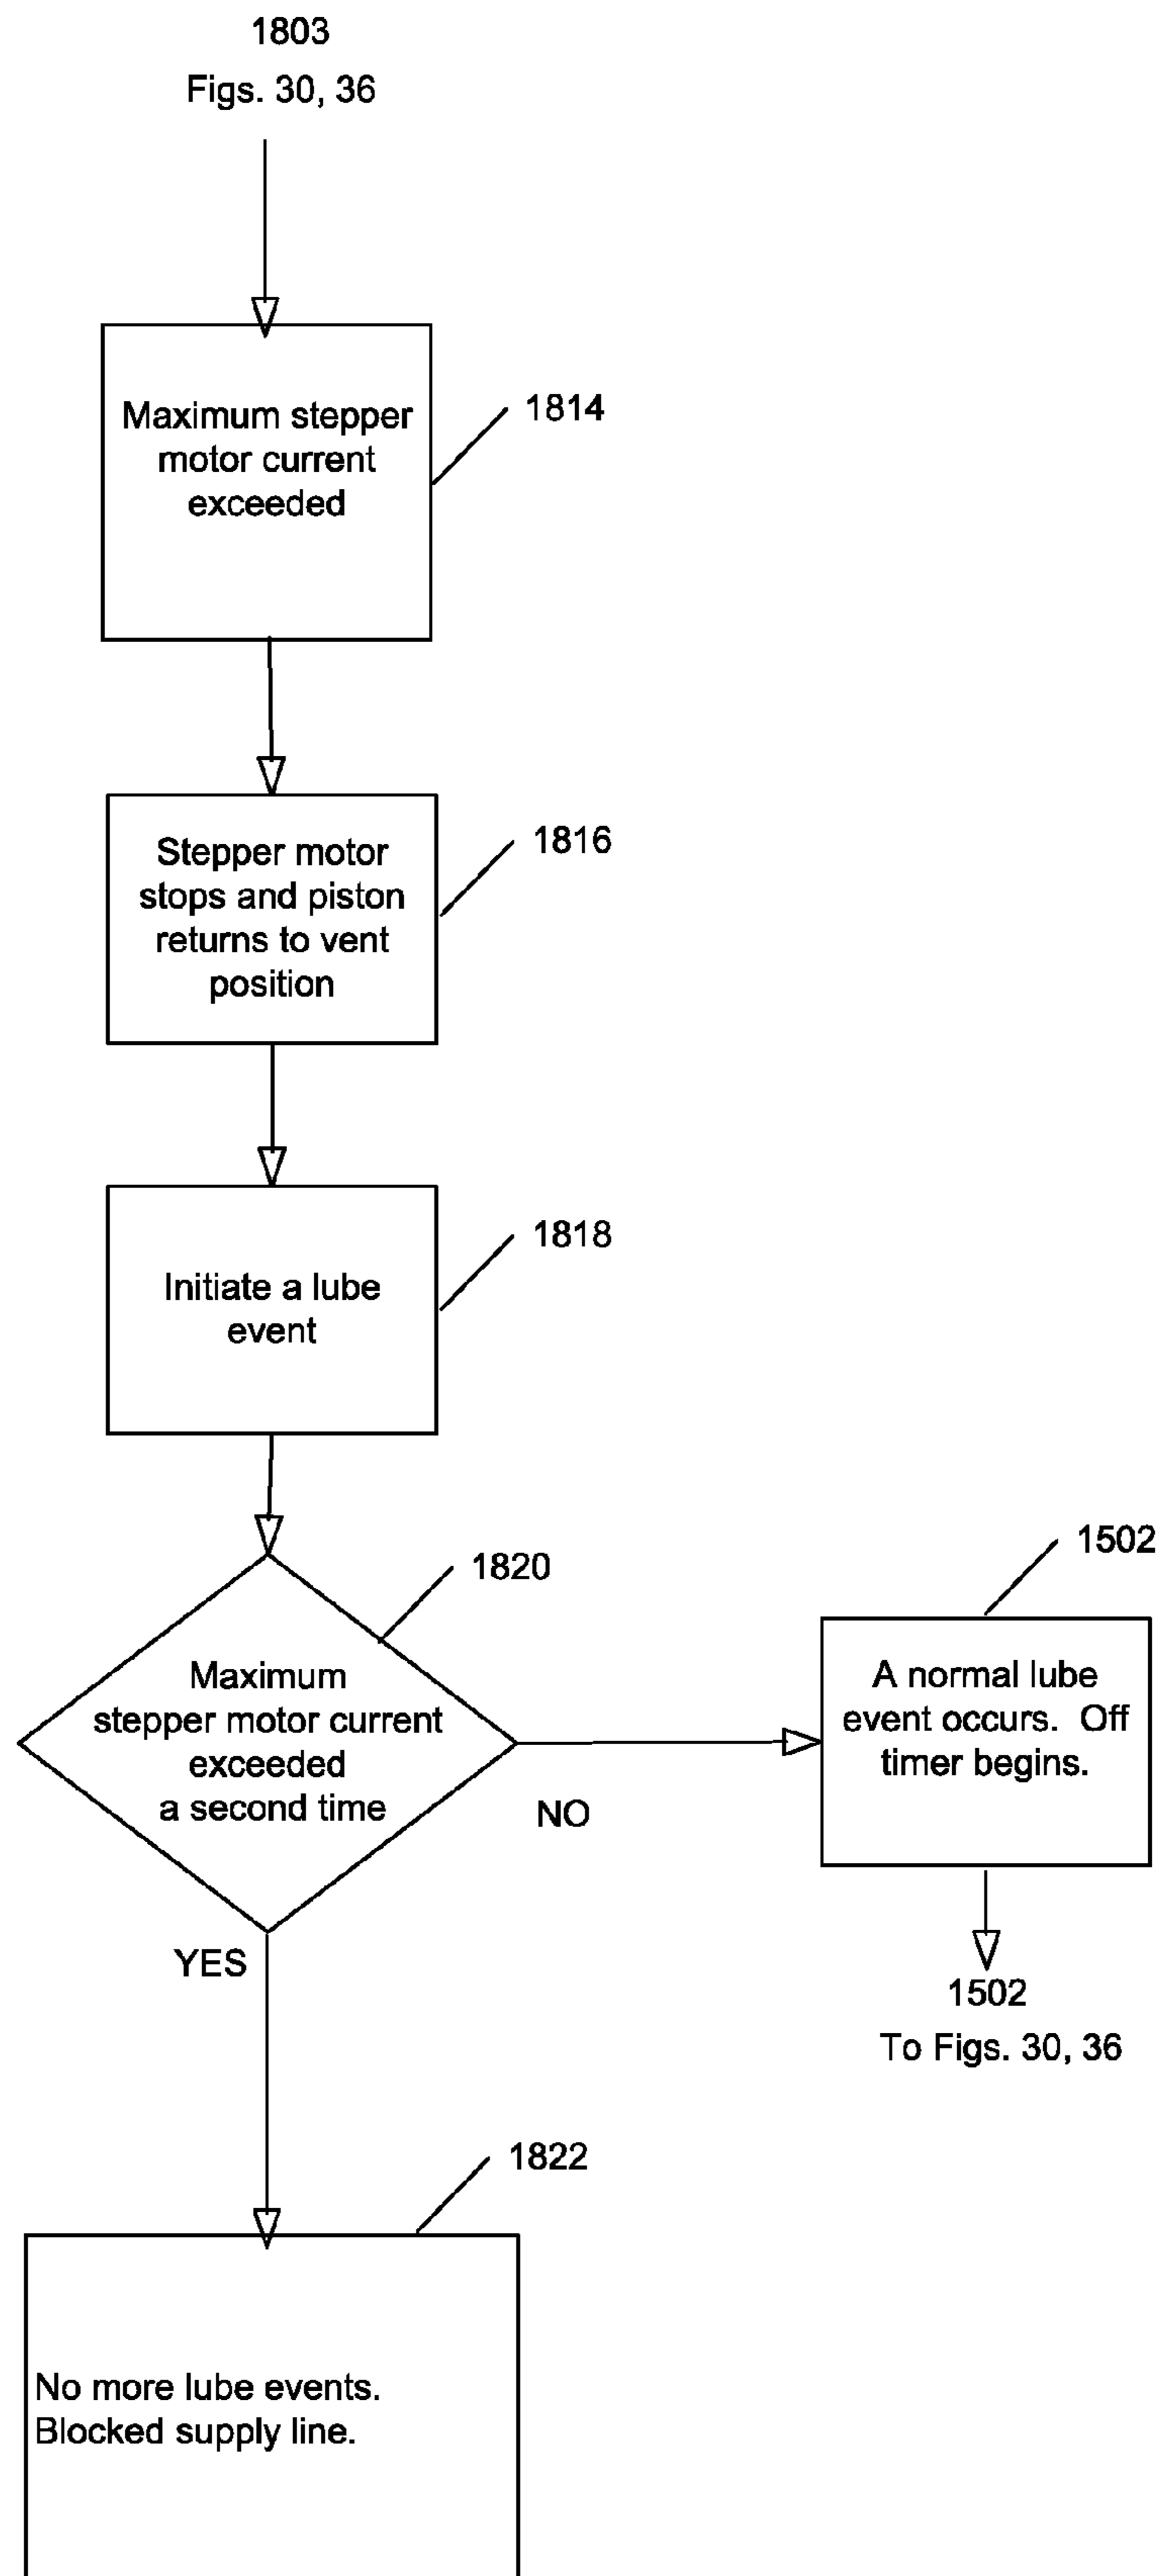 1803
Figs. 30, 36
Maximum stepper
motor current
exceeded
1814
Stepper motor
stops and piston
returns to vent
position
1816
Initiate a lube
event
1818
Maximum
stepper motor current
exceeded
a second time
1820
NO
YES
1502
A normal lube
event occurs.  Off
timer begins.
1502
To Figs. 30, 36
1822
No more lube events.
Blocked supply line.